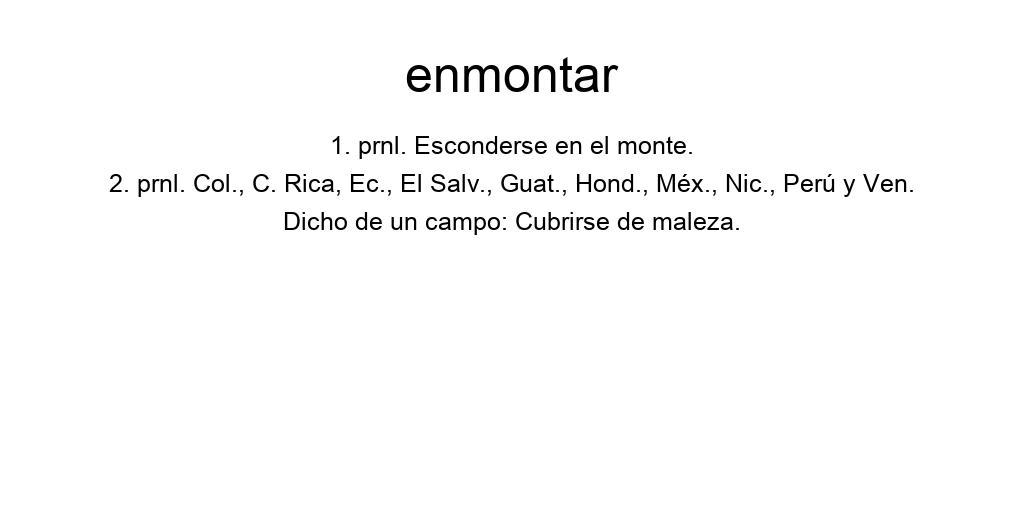 enmontar
1. prnl. Esconderse en el monte.
2. prnl. Col., C. Rica, Ec., El Salv., Guat., Hond., Méx., Nic., Perú y Ven.
Dicho de un campo: Cubrirse de maleza.